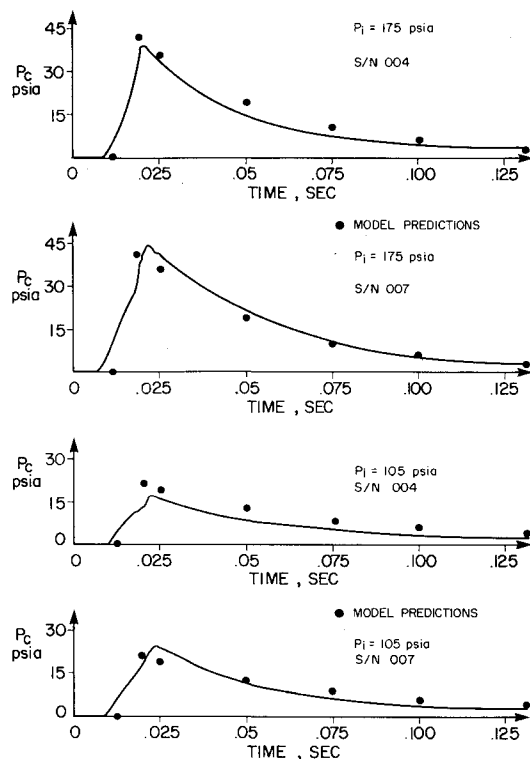 45
Pc
psia
30
15
Pi = 175 psia
S/N 004
0
.025
.05
.075
.100
.125
TIME , SEC
● MODEL PREDICTIONS
45
Pc
psia
30
15
Pi = 175 psia
S/N 007
0
.025
.05
.075
.100
.125
TIME , SEC
30
Pc
psia
15
0
Pi = 105 psia
S/N 004
0
.025
.05
.075
.100
.125
TIME , SEC
● MODEL PREDICTIONS
30
Pc
psia
15
0
Pi = 105 psia
S/N 007
0
.025
.05
.075
.100
.125
TIME , SEC